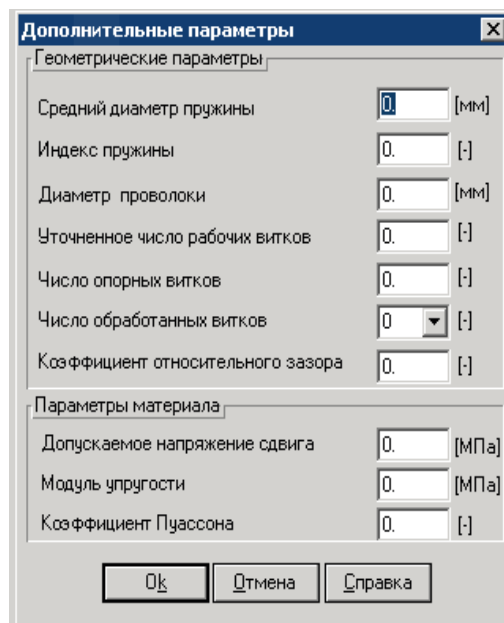 Дополнительные параметры
Геометрические параметры
Средний диаметр пружины 0. [мм]
Индекс пружины 0. [-]
Диаметр проволоки 0. [мм]
Уточненное число рабочих витков 0. [-]
Число опорных витков 0. [-]
Число обработанных витков 0 [-]
Коэффициент относительного зазора 0. [-]
Параметры материала
Допускаемое напряжение сдвига 0. [МПа]
Модуль упругости 0. [МПа]
Коэффициент Пуассона 0. [-]
Ok Отмена Справка